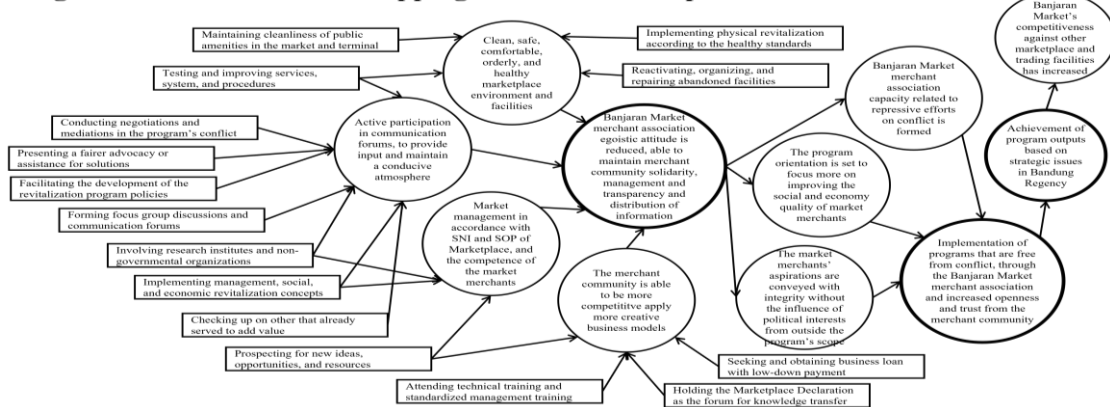 Maintaining cleanliness of public
amenities in the market and terminal
Testing and improving services,
system, and procedures
Conducting negotiations and
mediations in the program's conflict
Presenting a fairer advocacy or
assistance for solutions
Facilitating the development of the
revitalization program policies
Forming focus group discussions and
communication forums
Involving research institutes and non-
governmental organizations
Implementing management, social,
and economic revitalization concepts
Checking up on other that already
served to add value
Prospecting for new ideas,
opportunities, and resources
Attending technical training and
standardized management training
Holding the Marketplace Declaration
as the forum for knowledge transfer
Seeking and obtaining business loan
with low-down payment
Implementing physical revitalization
according to the healthy standards
Reactivating, organizing, and
repairing abandoned facilities
Clean, safe,
comfortable,
orderly, and
healthy
marketplace
environment and
facilities
Active participation
in communication
forums, to provide
input and maintain
a conducive
atmosphere
Market
management in
accordance with
SNI and SOP of
Marketplace, and
the competence of
the market
merchants
The merchant
community is able
to be more
competititve apply
more creative
business models
Banjaran Market
merchant association
egoistic attitude is
reduced, able to
maintain merchant
community solidarity,
management and
transparency and
distribution of
information
Banjaran Market
merchant
association
capacity related to
repressive efforts
on conflict is
formed
The program
orientation is set to
focus more on
improving the
social and economy
quality of market
merchants
The market
merchants'
aspirations are
conveyed with
integrity without
the influence of
political interests
from outside the
program's scope
Implementation of
programs that are free
from conflict, through
the Banjaran Market
merchant association
and increased openness
and trust from the
merchant community
Achievement of
program outputs
based on
strategic issues
in Bandung
Regency
Banjaran
Market's
competitiveness
against other
marketplace and
trading facilities
has increased